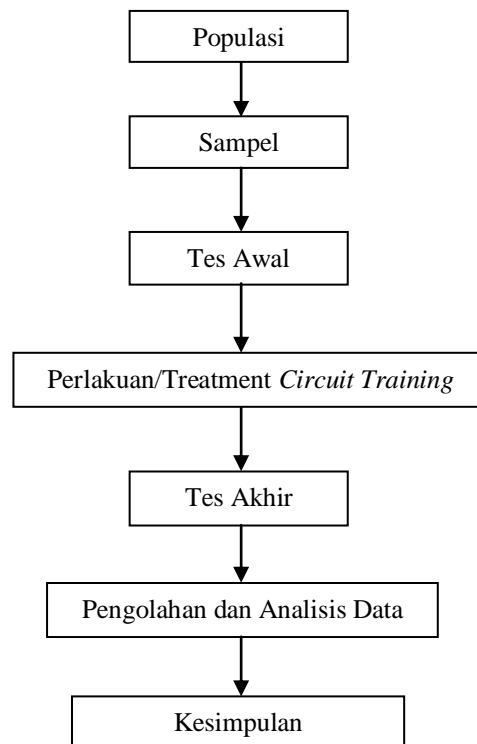 Populasi
Sampel
Tes Awal
Perlakuan/Treatment Circuit Training
Tes Akhir
Pengolahan dan Analisis Data
Kesimpulan